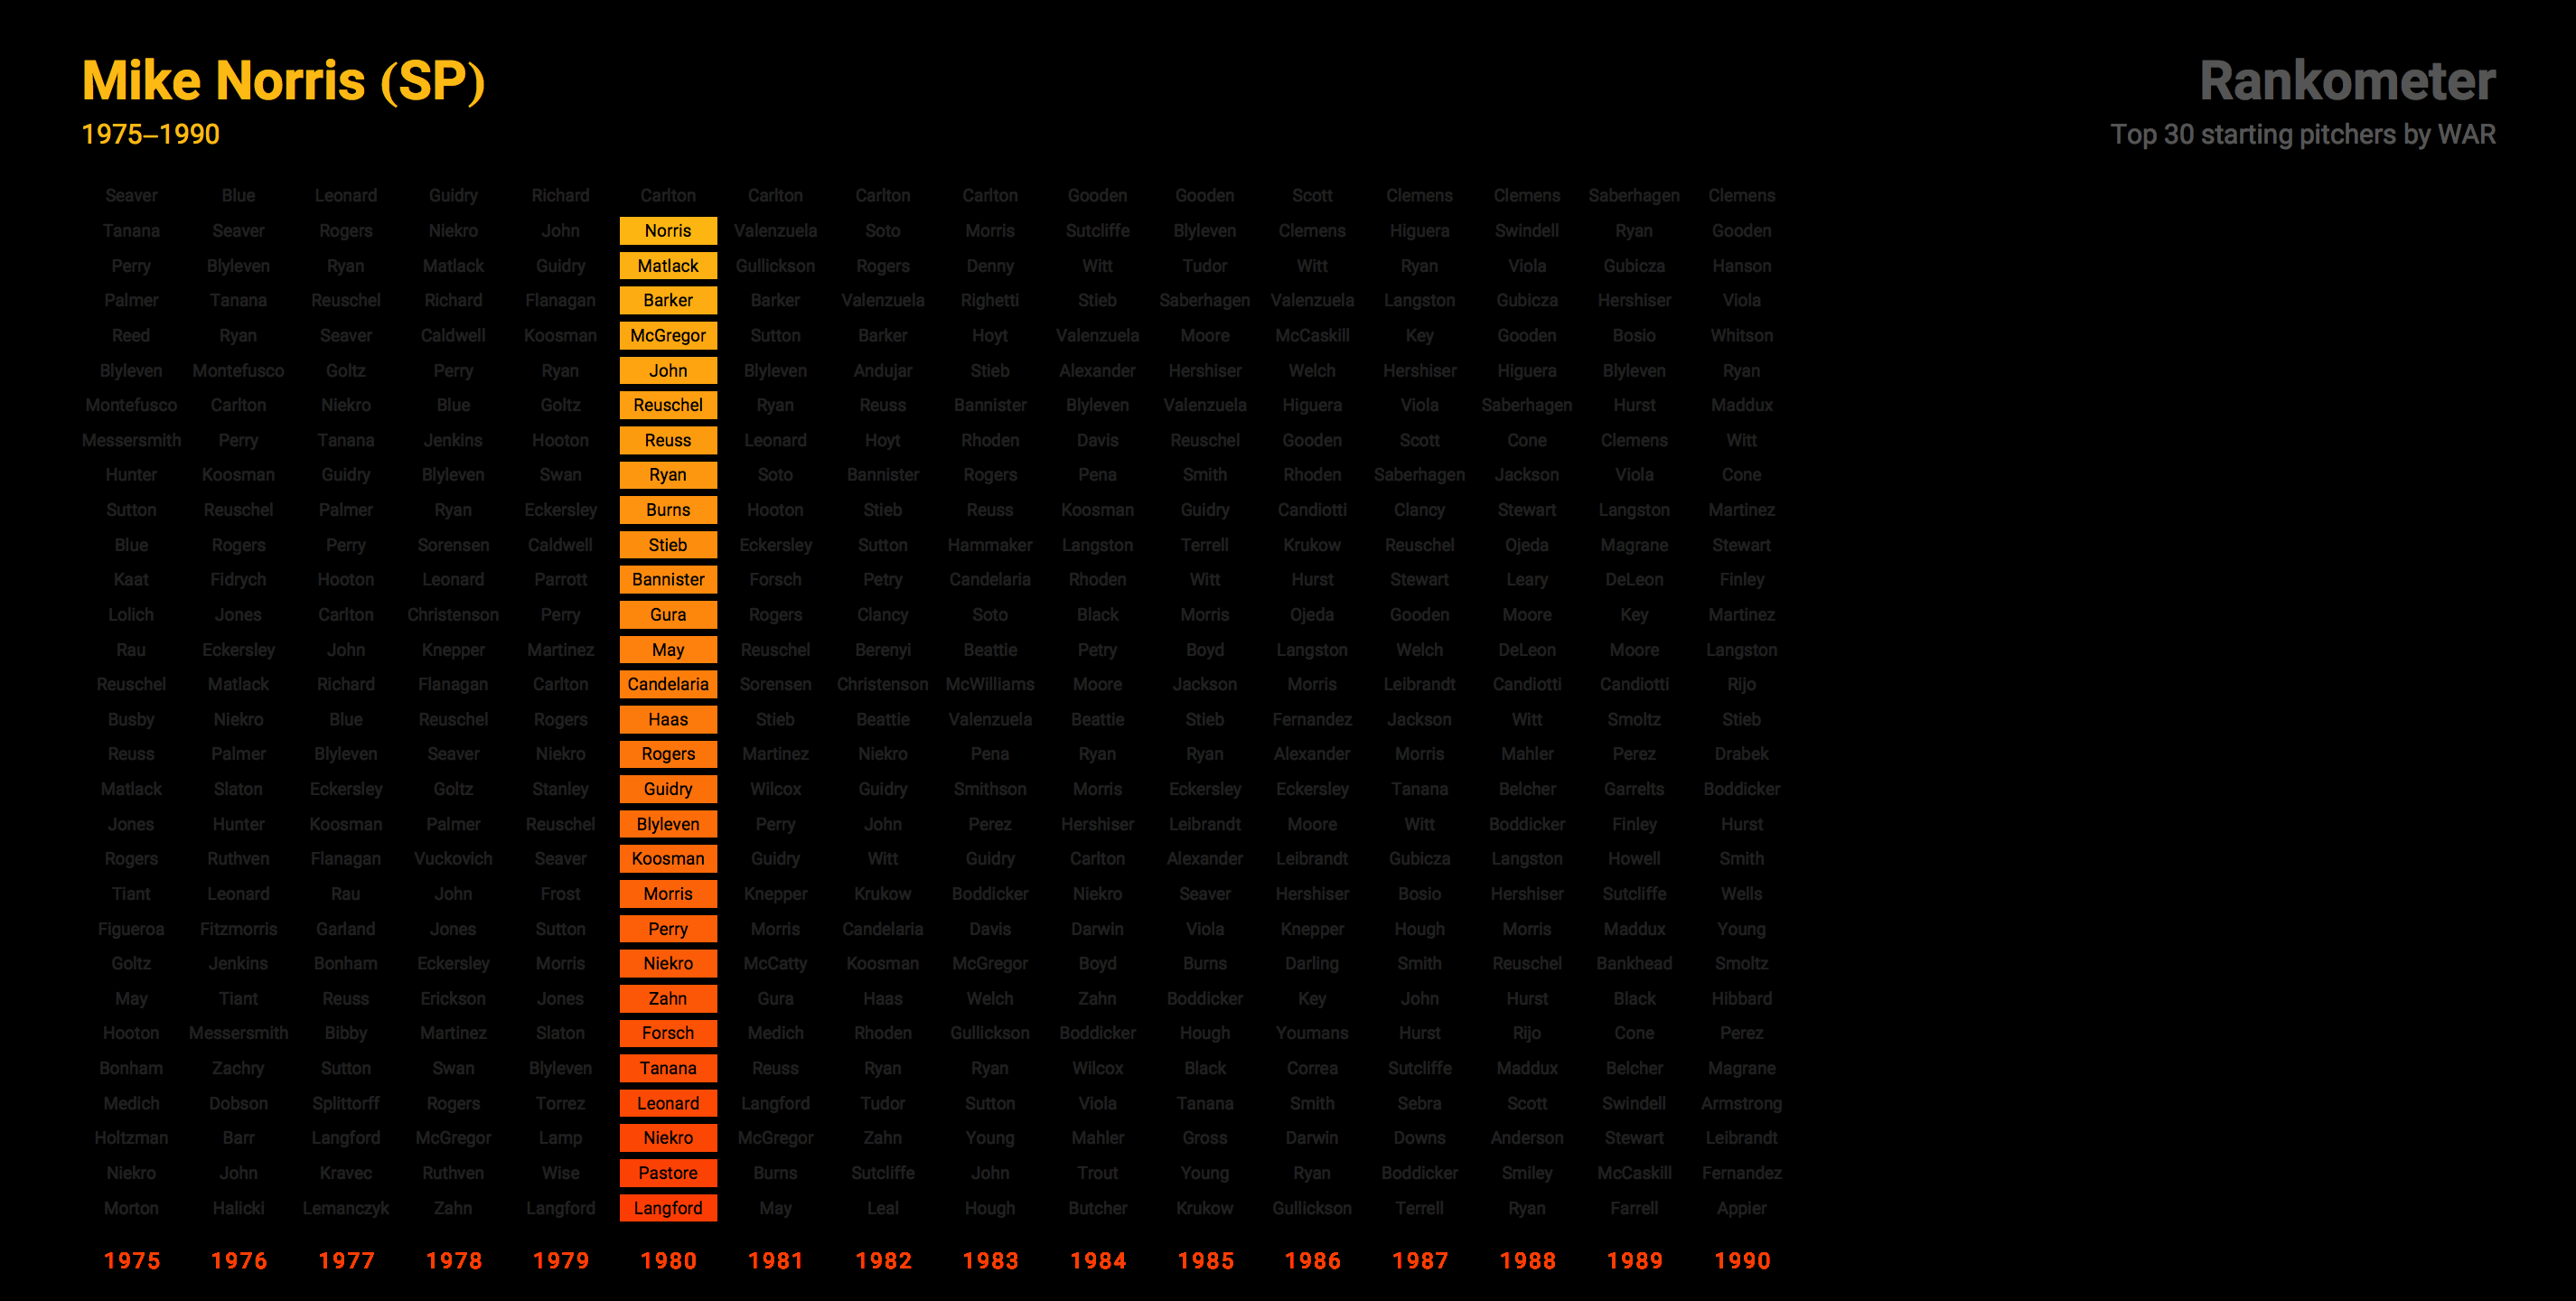 Mike Norris (SP)
1975–1990
Rankometer
Top 30 starting pitchers by WAR
Seaver Blue Leonard Guidry Richard Carlton Carlton Carlton Carlton Gooden Gooden Scott Clemens Clemens Saberhagen Clemens
Tanana Seaver Rogers Niekro John Norris Valenzuela Soto Morris Sutcliffe Blyleven Clemens Higuera Swindell Ryan Gooden
Perry Blyleven Ryan Matlack Guidry Matlack Gullickson Rogers Denny Witt Tudor Witt Ryan Viola Gubicza Hanson
Palmer Tanana Reuschel Richard Flanagan Barker Barker Valenzuela Righetti Stieb Saberhagen Valenzuela Langston Gubicza Hershiser Viola
Reed Ryan Seaver Caldwell Koosman McGregor Sutton Barker Hoyt Valenzuela Moore McCaskill Key Gooden Bosio Whitson
Blyleven Montefusco Goltz Perry Ryan John Blyleven Andujar Stieb Alexander Hershiser Welch Hershiser Higuera Blyleven Ryan
Montefusco Carlton Niekro Blue Goltz Reuschel Ryan Reuss Bannister Blyleven Valenzuela Higuera Viola Saberhagen Hurst Maddux
Messersmith Perry Tanana Jenkins Hooton Reuss Leonard Hoyt Rhoden Davis Reuschel Gooden Scott Cone Clemens Witt
Hunter Koosman Guidry Blyleven Swan Ryan Soto Bannister Rogers Pena Smith Rhoden Saberhagen Jackson Viola Cone
Sutton Reuschel Palmer Ryan Eckersley Burns Hooton Stieb Reuss Koosman Guidry Candiotti Clancy Stewart Langston Martinez
Blue Rogers Perry Sorensen Caldwell Stieb Eckersley Sutton Hammaker Langston Terrell Krukow Reuschel Ojeda Magrane Stewart
Kaat Fidrych Hooton Leonard Parrott Bannister Forsch Petry Candelaria Rhoden Witt Hurst Stewart Leary DeLeon Finley
Lolich Jones Carlton Christenson Perry Gura Rogers Clancy Soto Black Morris Ojeda Gooden Moore Key Martinez
Rau Eckersley John Knepper Martinez May Reuschel Berenyi Beattie Petry Boyd Langston Welch DeLeon Moore Langston
Reuschel Matlack Richard Flanagan Carlton Candelaria Sorensen Christenson McWilliams Moore Jackson Morris Leibrandt Candiotti Candiotti Rijo
Busby Niekro Blue Reuschel Rogers Haas Stieb Beattie Valenzuela Beattie Stieb Fernandez Jackson Witt Smoltz Stieb
Reuss Palmer Blyleven Seaver Niekro Rogers Martinez Niekro Pena Ryan Ryan Alexander Morris Mahler Perez Drabek
Matlack Slaton Eckersley Goltz Stanley Guidry Wilcox Guidry Smithson Morris Eckersley Eckersley Tanana Belcher Garrelts Boddicker
Jones Hunter Koosman Palmer Reuschel Blyleven Perry John Perez Hershiser Leibrandt Moore Witt Boddicker Finley Hurst
Rogers Ruthven Flanagan Vuckovich Seaver Koosman Guidry Witt Guidry Carlton Alexander Leibrandt Gubicza Langston Howell Smith
Tiant Leonard Rau John Frost Morris Knepper Krukow Boddicker Niekro Seaver Hershiser Bosio Hershiser Sutcliffe Wells
Figueroa Fitzmorris Garland Jones Sutton Perry Morris Candelaria Davis Darwin Viola Knepper Hough Morris Maddux Young
Goltz Jenkins Bonham Eckersley Morris Niekro McCatty Koosman McGregor Boyd Burns Darling Smith Reuschel Bankhead Smoltz
May Tiant Reuss Erickson Jones Zahn Gura Haas Welch Zahn Boddicker Key John Hurst Black Hibbard
Hooton Messersmith Bibby Martinez Slaton Forsch Medich Rhoden Gullickson Boddicker Hough Youmans Hurst Rijo Cone Perez
Bonham Zachry Sutton Swan Blyleven Tanana Reuss Ryan Ryan Wilcox Black Correa Sutcliffe Maddux Belcher Magrane
Medich Dobson Splittorff Rogers Torrez Leonard Langford Tudor Sutton Viola Tanana Smith Sebra Scott Swindell Armstrong
Holtzman Barr Langford McGregor Lamp Niekro McGregor Zahn Young Mahler Gross Darwin Downs Anderson Stewart Leibrandt
Niekro John Kravec Ruthven Wise Pastore Burns Sutcliffe John Trout Young Ryan Boddicker Smiley McCaskill Fernandez
Morton Halicki Lemanczyk Zahn Langford Langford May Leal Hough Butcher Krukow Gullickson Terrell Ryan Farrell Appier
1975 1976 1977 1978 1979 1980 1981 1982 1983 1984 1985 1986 1987 1988 1989 1990